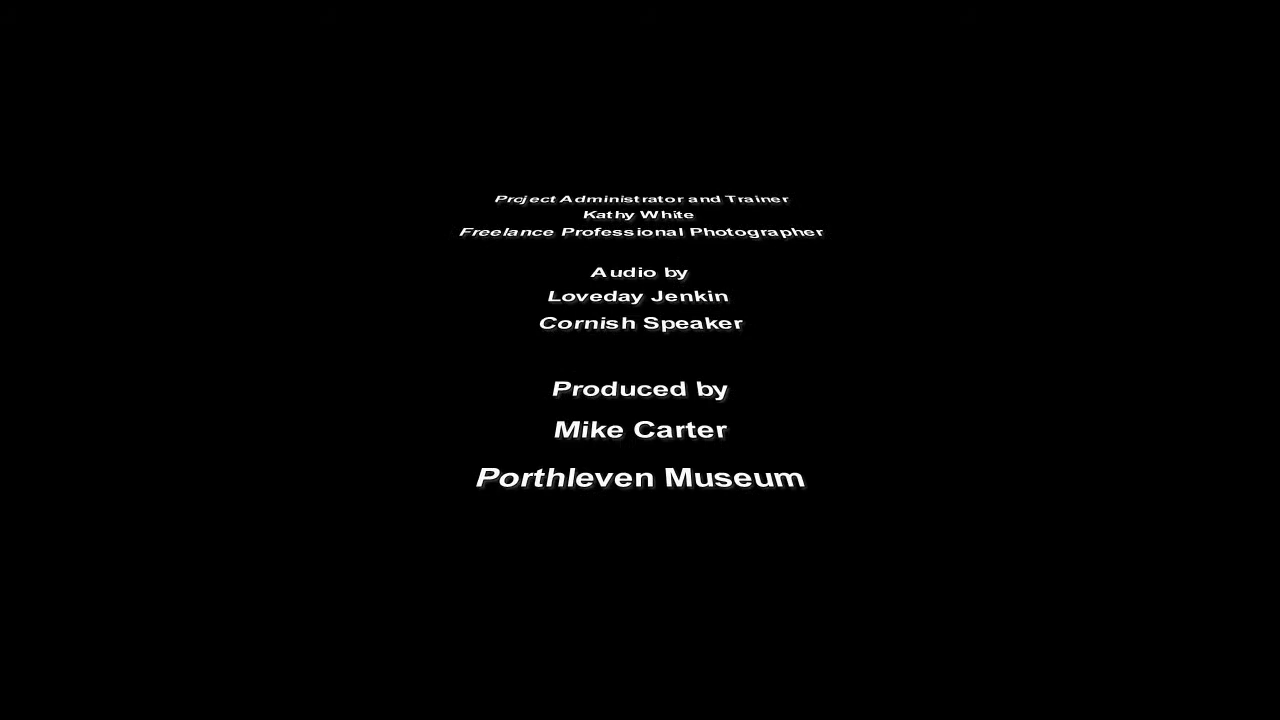 Project Administrator and Trainer
Kathy White
Freelance Professional Photographer
Audio by
Loveday Jenkin
Cornish Speaker
Produced by
Mike Carter
Porthleven Museum